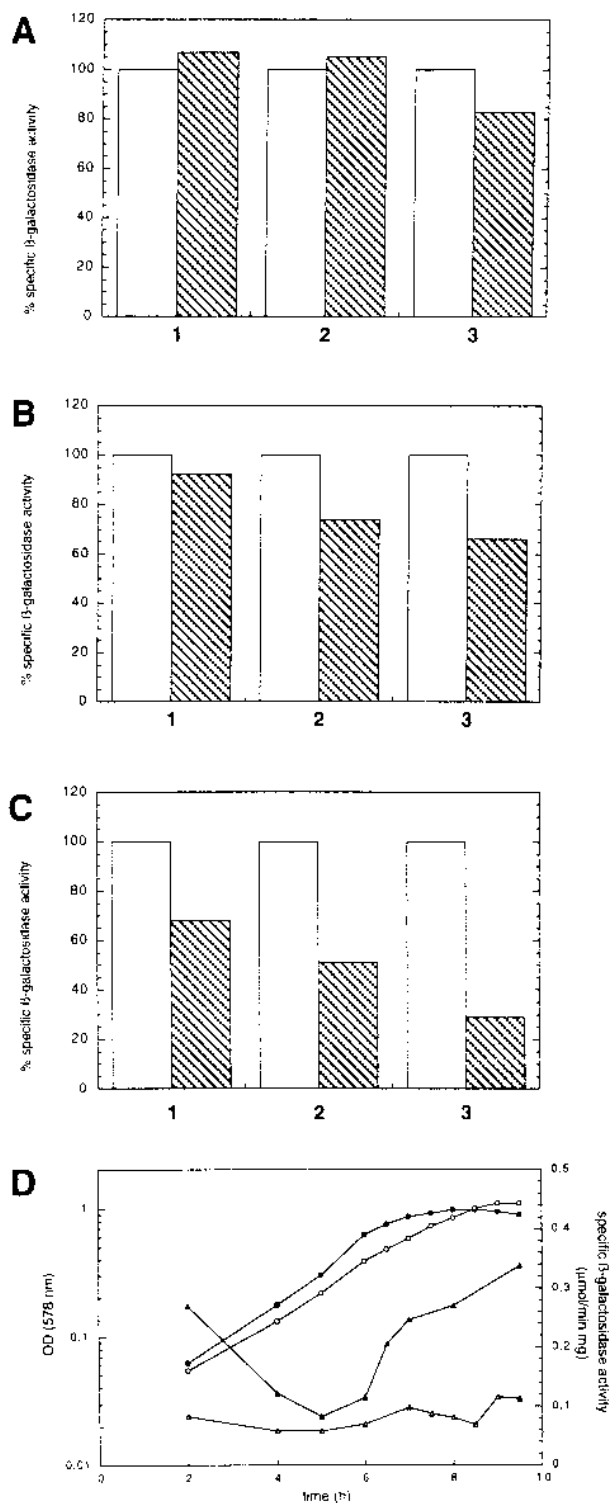 A
% specific β-galactosidase activity
120
100
80
60
40
20
0
1 2 3
B
% specific β-galactosidase activity
120
100
80
60
40
20
0
1 2 3
C
% specific β-galactosidase activity
120
100
80
60
40
20
0
1 2 3
D
OD (578 nm)
1
0.1
0.01
0.5
0.4
0.3
0.2
0.1
0
specific β-galactosidase activity
(µmol/min mg)
0 2 4 6 8 10
time (h)